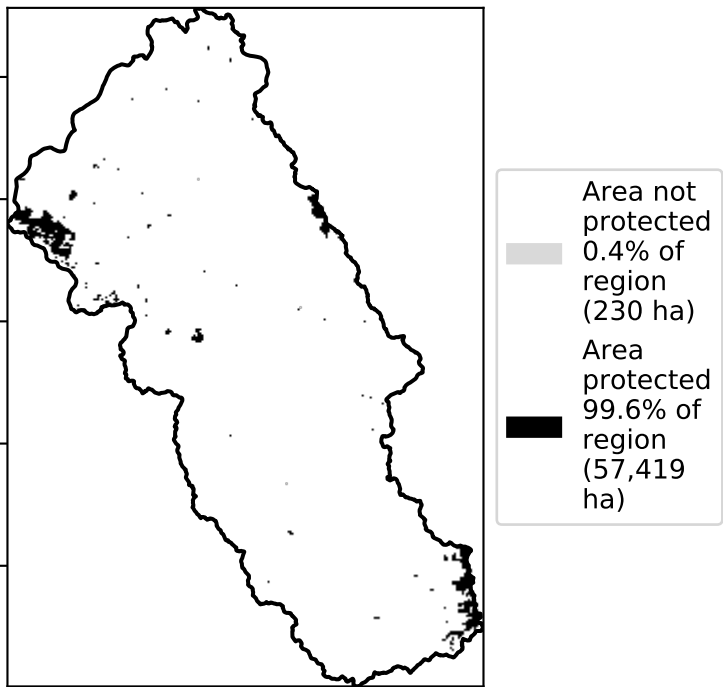 Area not
protected
0.4% of
region
(230 ha)
Area
protected
99.6% of
region
(57,419
ha)